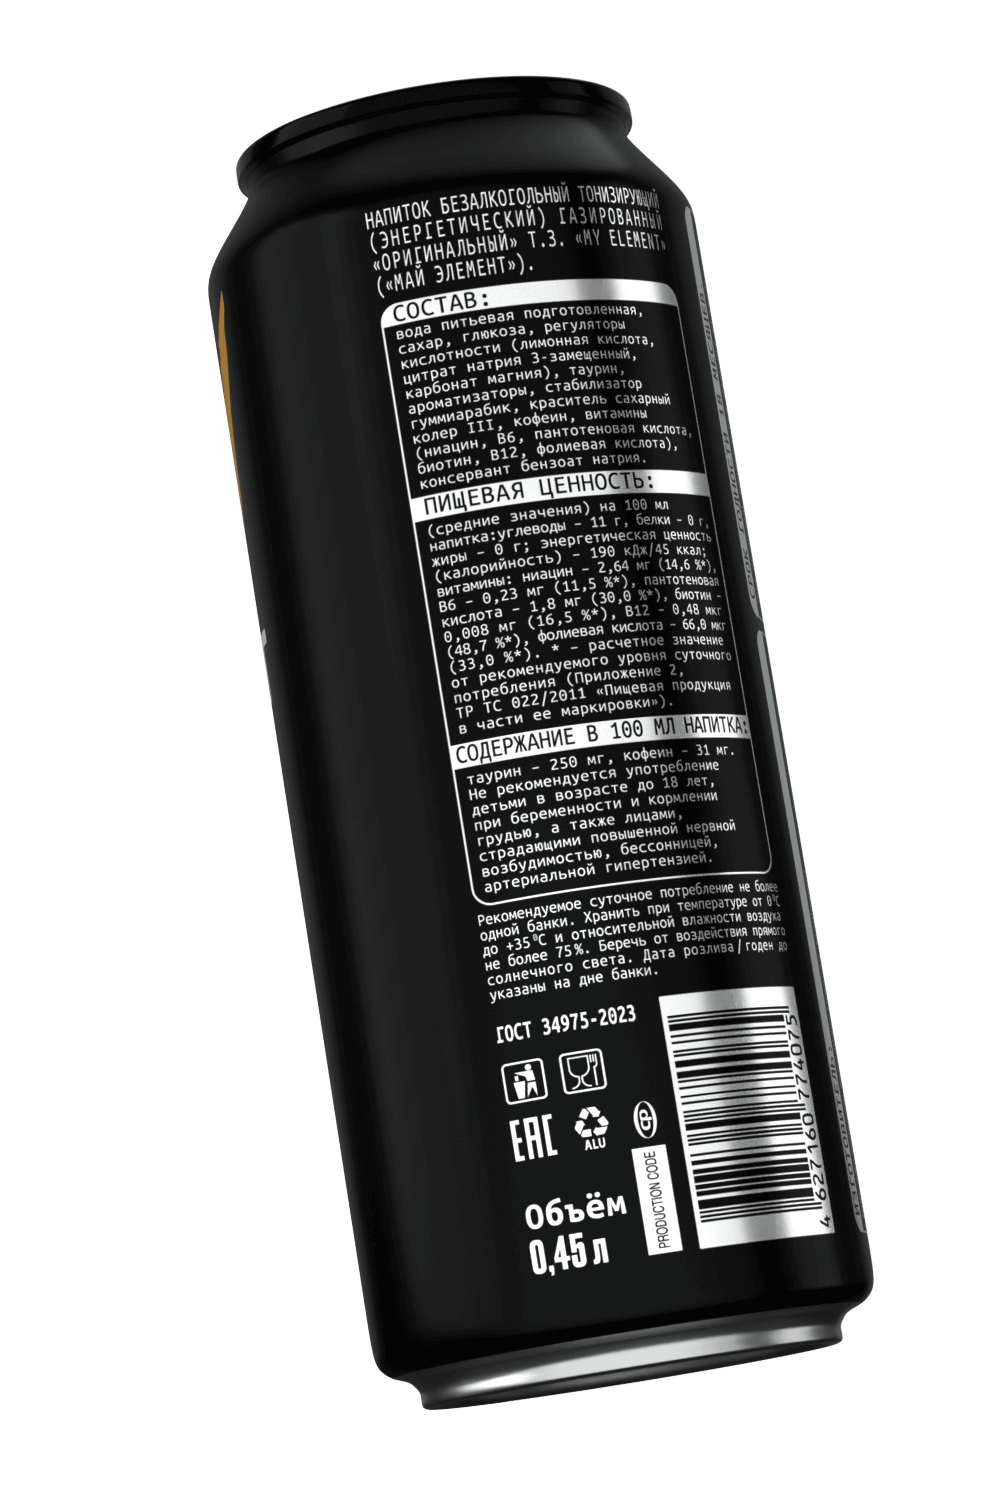 НАПИТОК БЕЗАЛКОГОЛЬНЫЙ ТОНИЗИРУЮЩИЙ
(ЭНЕРГЕТИЧЕСКИЙ) ГАЗИРОВАННЫЙ
«ОРИГИНАЛЬНЫЙ» Т.З. «MY ELEMENT»
(«МАЙ ЭЛЕМЕНТ»).
СОСТАВ:
вода питьевая подготовленная,
сахар, глюкоза, регуляторы
кислотности (лимонная кислота,
цитрат натрия 3-замещенный,
карбонат магния), таурин,
ароматизаторы, стабилизатор
гуммиарабик, краситель сахарный
колер III, кофеин, витамины
(ниацин, B6, пантотеновая кислота,
биотин, B12, фолиевая кислота),
консервант бензоат натрия.
ПИЩЕВАЯ ЦЕННОСТЬ:
(средние значения) на 100 мл
напитка:углеводы – 11 г, белки – 0 г,
жиры – 0 г; энергетическая ценность
(калорийность) – 190 кДж/45 ккал;
витамины: ниацин – 2,64 мг (14,6 %*),
B6 – 0,23 мг (11,5 %*), пантотеновая
кислота – 1,8 мг (30,0 %*), биотин –
0,008 мг (16,5 %*), B12 – 0,48 мкг
(48,7 %*), фолиевая кислота – 66,0 мкг
(33,0 %*). * – расчетное значение
от рекомендуемого уровня суточного
потребления (Приложение 2,
ТР ТС 022/2011 «Пищевая продукция
в части ее маркировки»).
СОДЕРЖАНИЕ В 100 МЛ НАПИТКА:
таурин – 250 мг, кофеин – 31 мг.
Не рекомендуется употребление
детьми в возрасте до 18 лет,
при беременности и кормлении
грудью, а также лицами,
страдающими повышенной нервной
возбудимостью, бессонницей,
артериальной гипертензией.
Рекомендуемое суточное потребление не более
одной банки. Хранить при температуре от 0°С
до +35°С и относительной влажности воздуха
не более 75%. Беречь от воздействия прямого
солнечного света. Дата розлива/годен до
указаны на дне банки.
ГОСТ 34975-2023
EAC
ALU
PRODUCTION CODE
4 627160 774075
Объём
0,45 л
СРОК ГОДНОСТИ 18 МЕСЯЦЕВ.
ИЗГОТОВИТЕЛЬ: